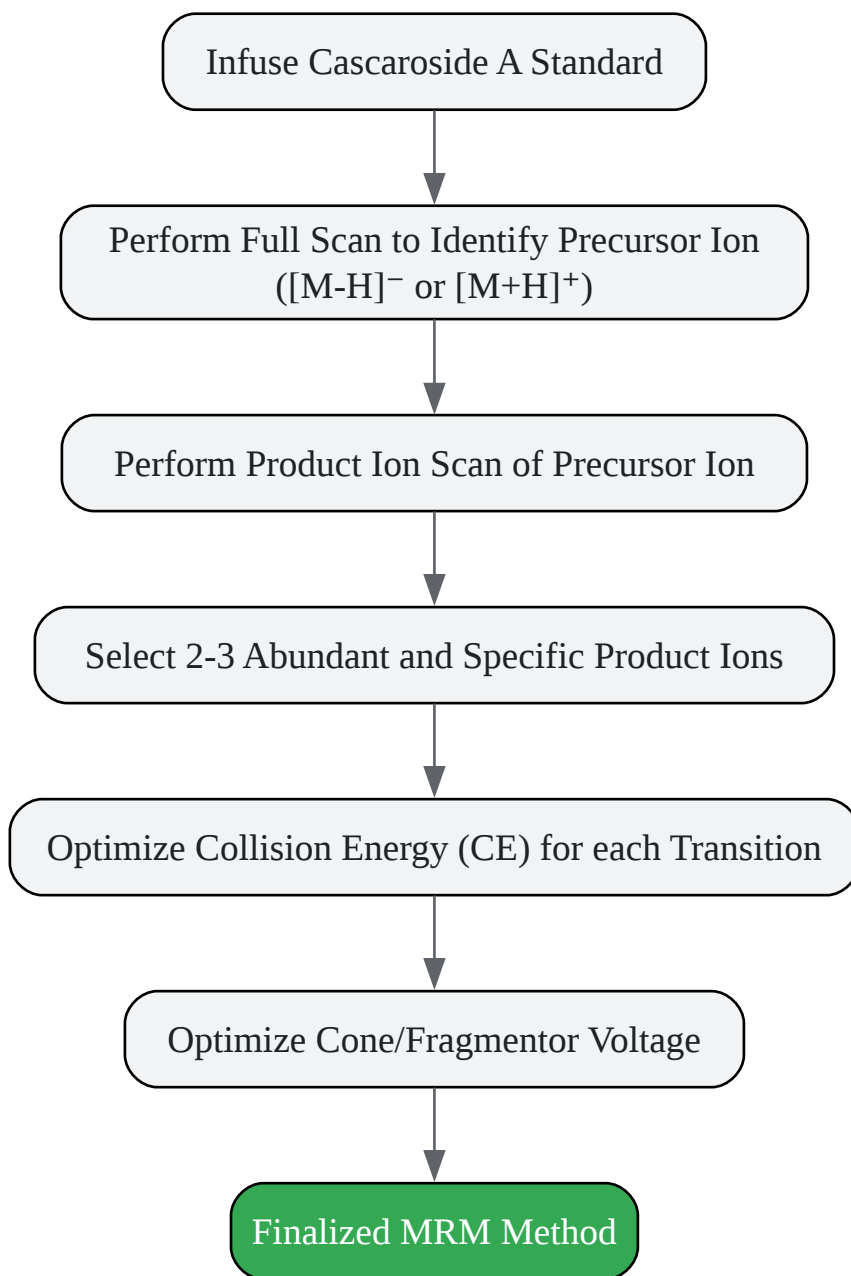 Infuse Cascaroside A Standard
Perform Full Scan to Identify Precursor Ion
([M-H]⁻ or [M+H]⁺)
Perform Product Ion Scan of Precursor Ion
Select 2-3 Abundant and Specific Product Ions
Optimize Collision Energy (CE) for each Transition
Optimize Cone/Fragmentor Voltage
Finalized MRM Method